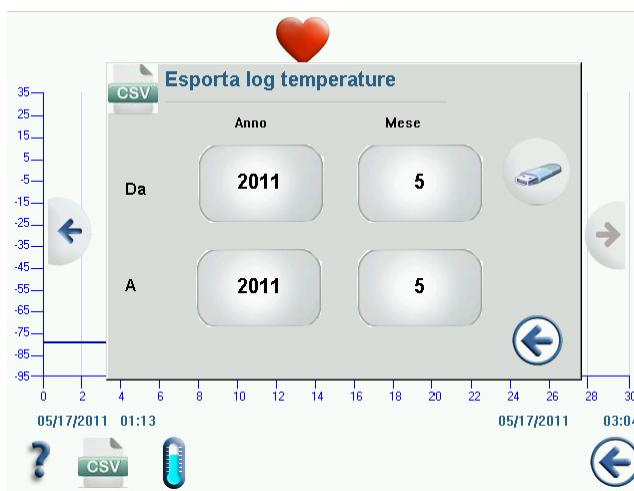 CSV Esporta log temperature
Anno Mese
Da 2011 5
A 2011 5
35
25
15
5
-5
-15
-25
-35
-45
-55
-65
-75
-85
-95
0 2 4 6 8 10 12 14 16 18 20 22 24 26 28 30
05/17/2011 01:13 05/17/2011 03:04
? CSV